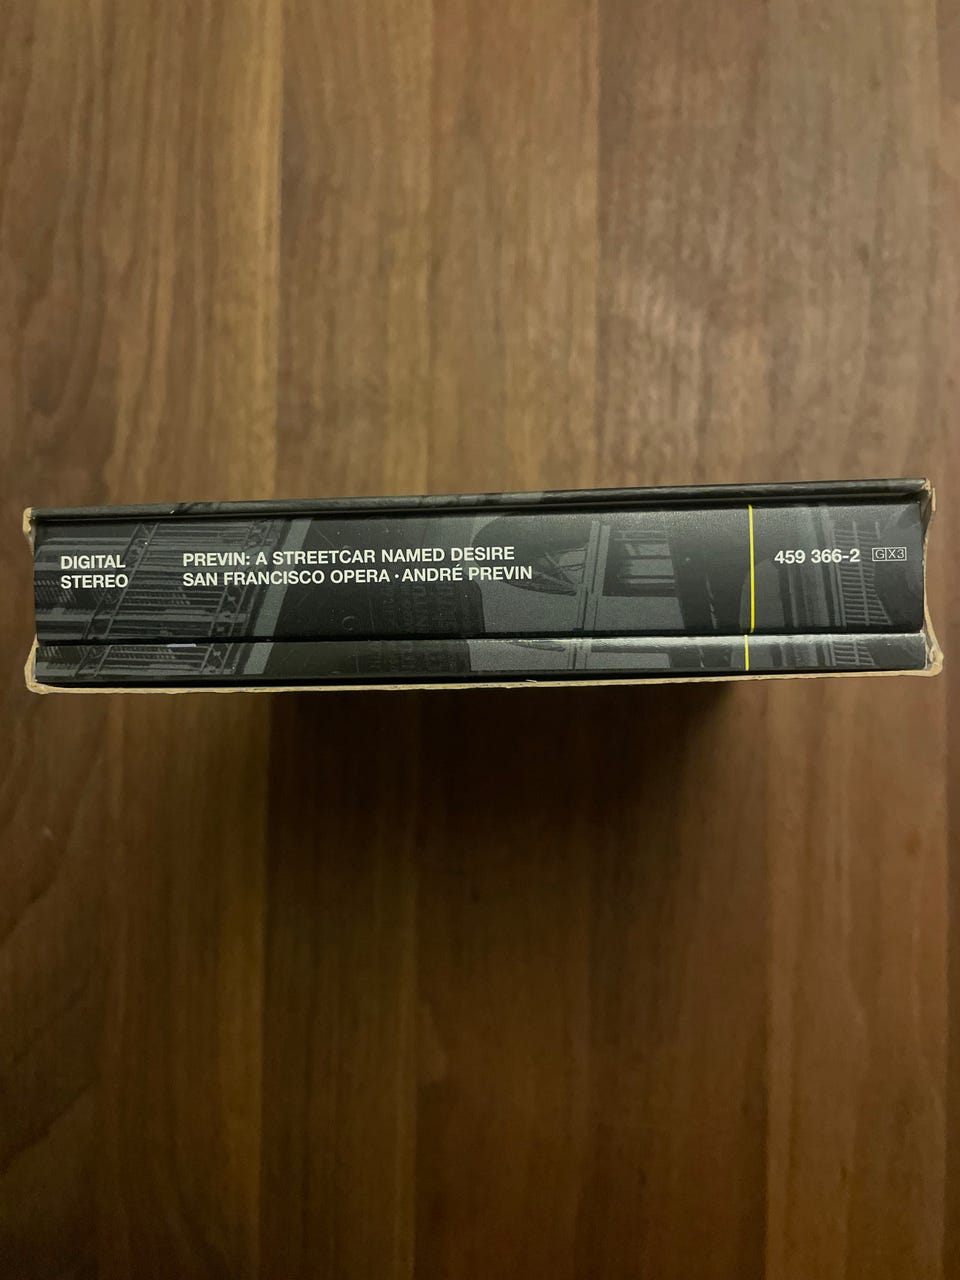 DIGITAL
STEREO
PREVIN: A STREETCAR NAMED DESIRE
SAN FRANCISCO OPERA · ANDRÉ PREVIN
459 366-2 GX3